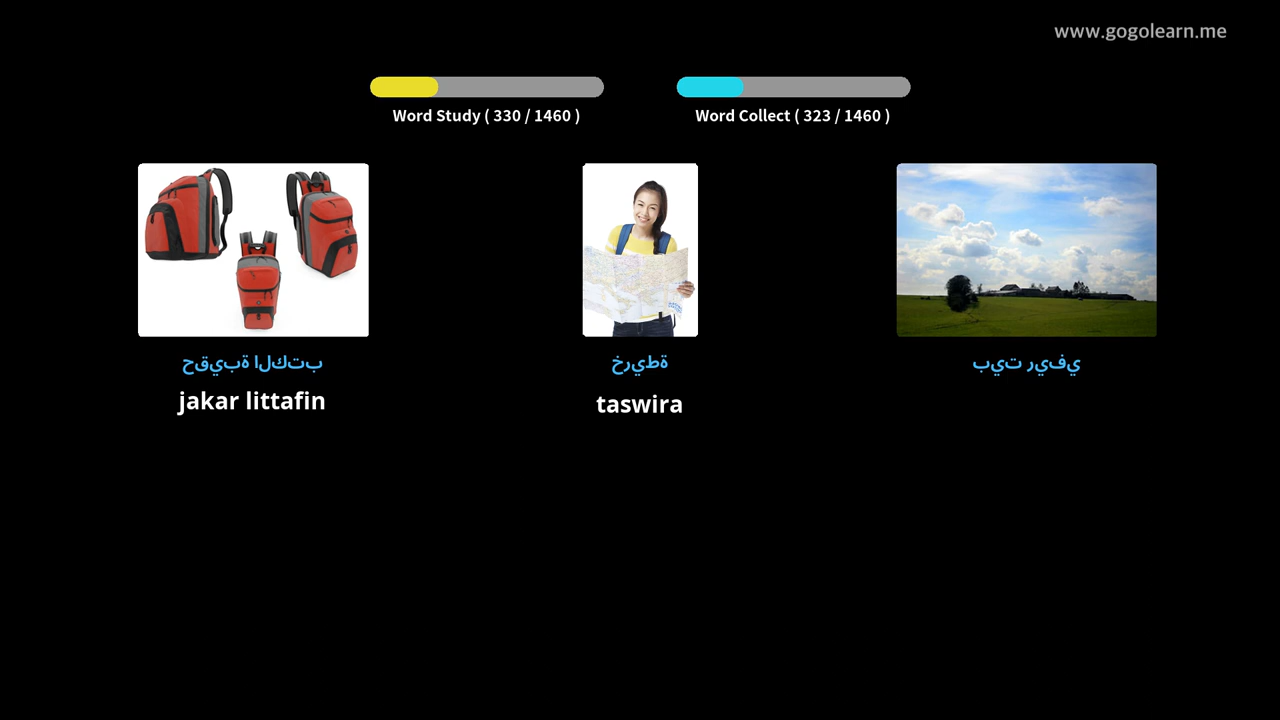 www.gogolearn.me
Word Study ( 330 / 1460 )
Word Collect ( 323 / 1460 )
حقيبة الكتب
خريطة
بيت ريفي
jakar littafin
taswira